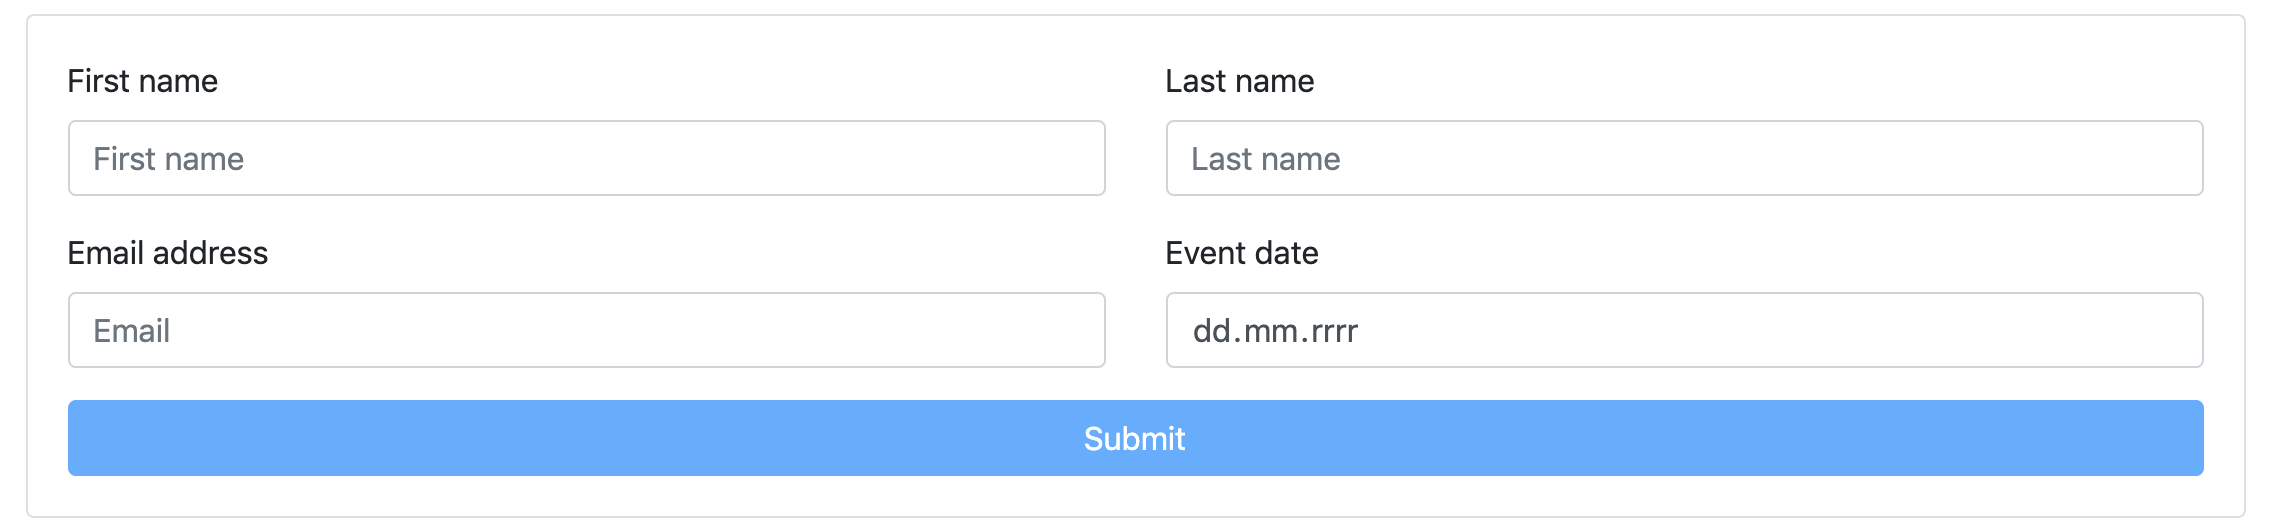 First name
Last name
First name
Last name
Email address
Event date
Email
dd.mm.rrrr
Submit